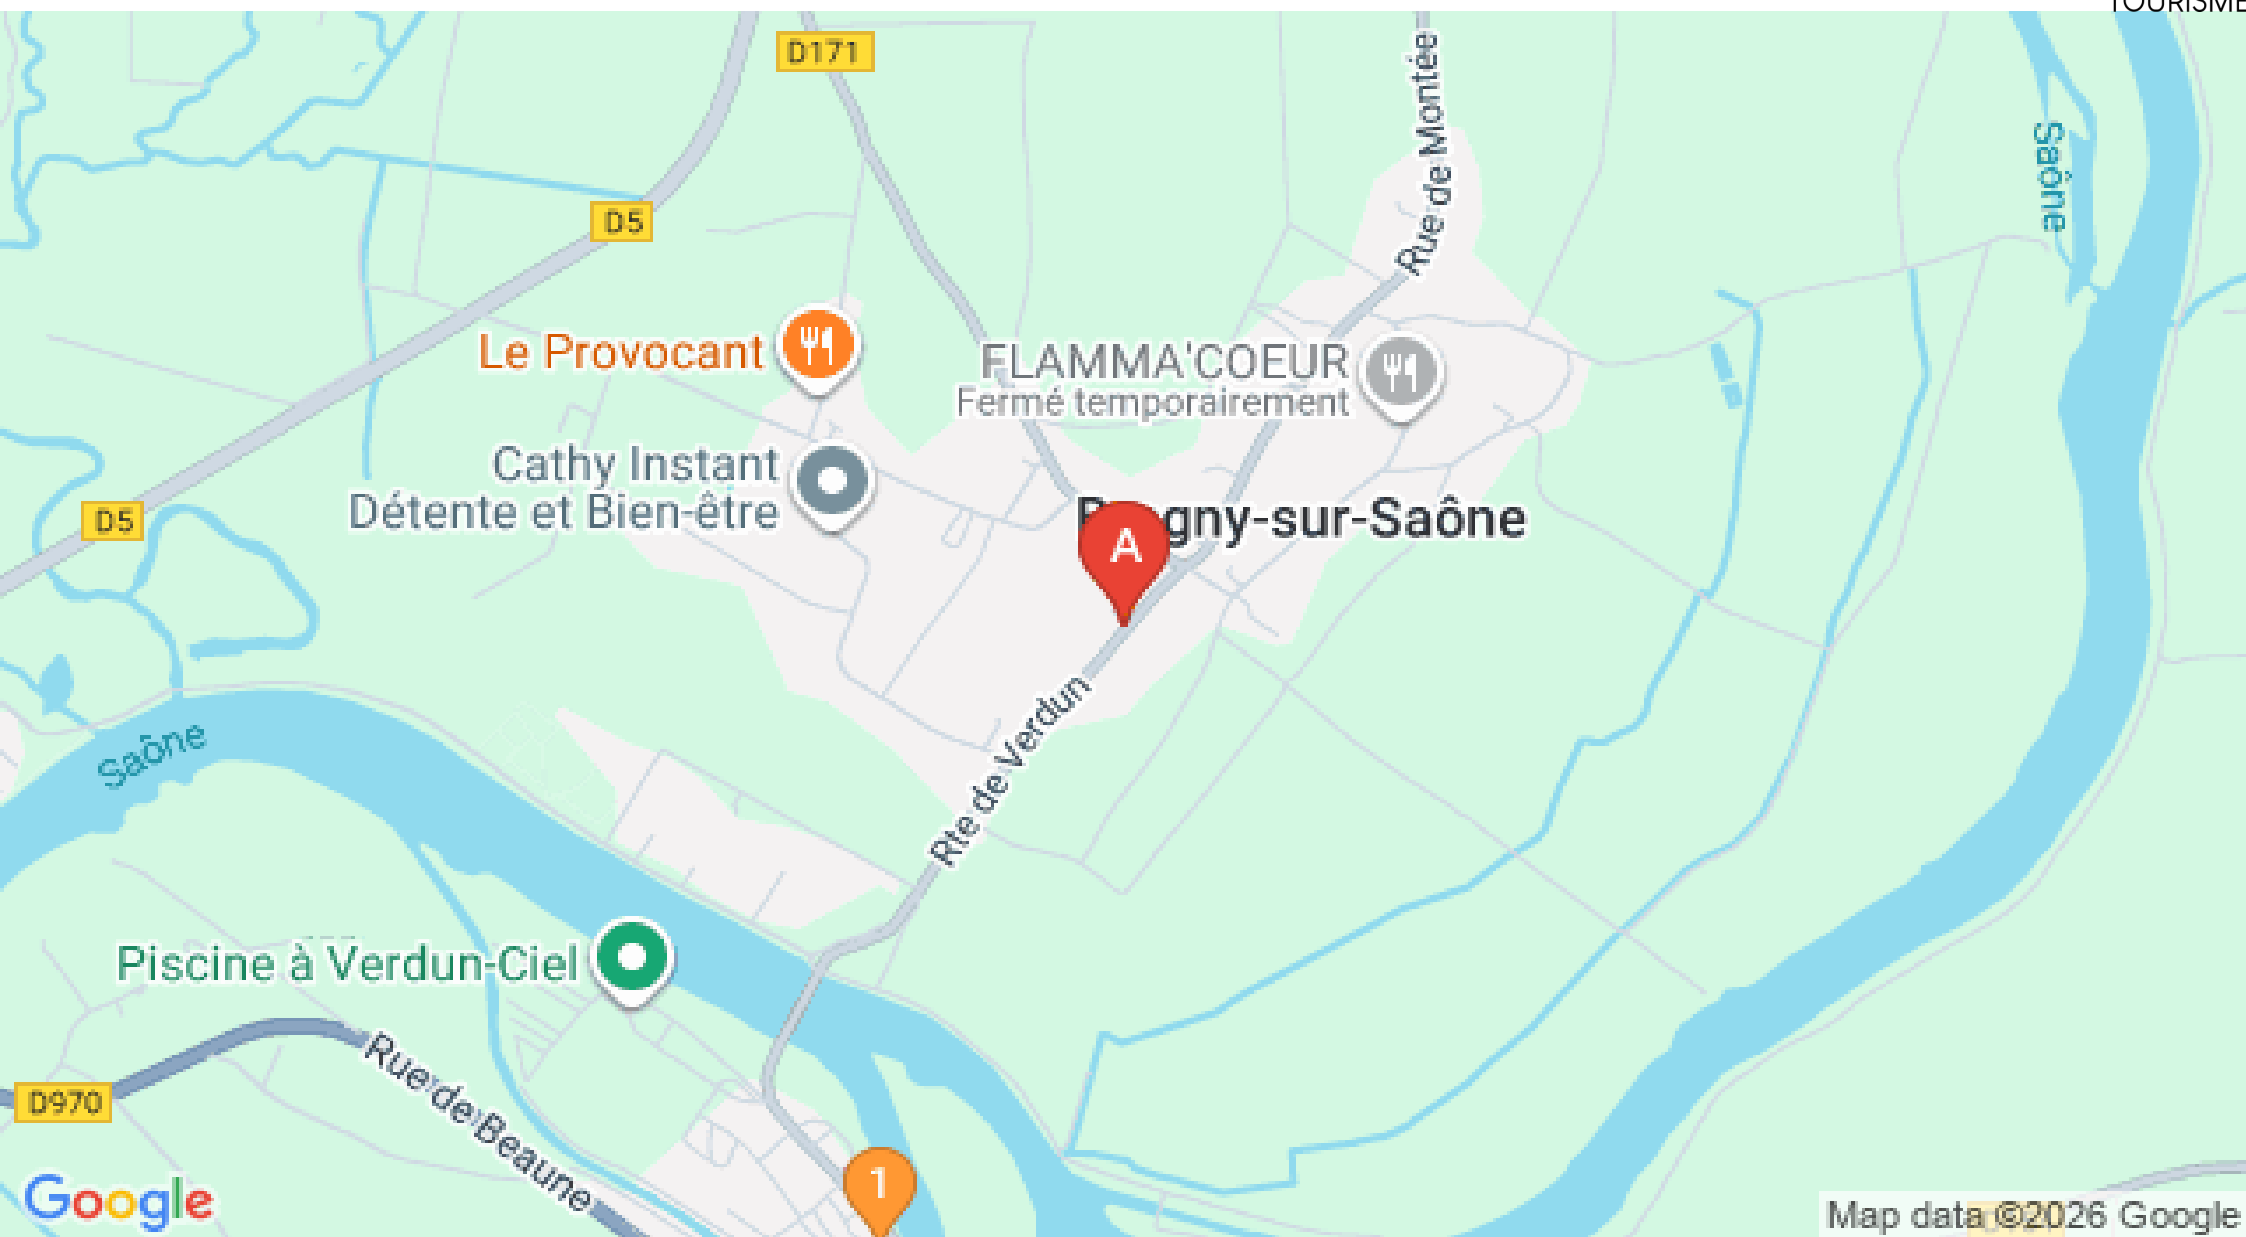 TOURISME
D171
Rue de Montée
Saône
D5
Le Provocant
FLAMMA'COEUR
Fermé temporairement
Cathy Instant
Détente et Bien-être
D5
gny-sur-Saône
A
Rte de Verdun
Saône
Piscine à Verdun-Ciel
Rue de Beaune
D970
1
Google
Map data ©2026 Google